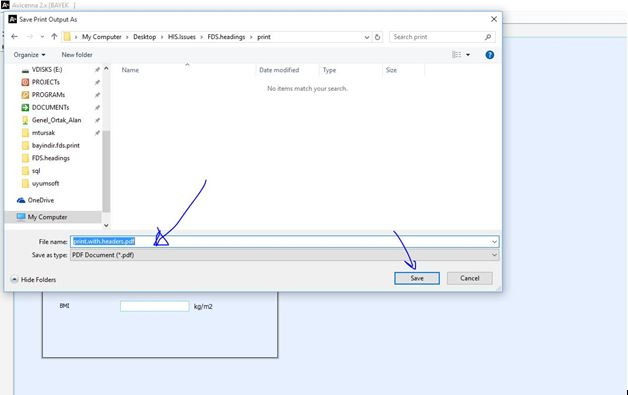 Avicenna 2.x [BAYEK ]
Save Print Output As
My Computer > Desktop > HIS.Issues > FDS.headings > print
Search print
Organize New folder
Name Date modified Type Size
No items match your search.
VDISKS (E:)
PROJECTs
PROGRAMs
DOCUMENTs
Genel_Ortak_Alan
mtursak
bayindir.fds.print
FDS.headings
sql
uyumsoft
OneDrive
My Computer
File name: print.with.headers.pdf
Save as type: PDF Document (*.pdf)
Hide Folders Save Cancel
BMI kg/m2